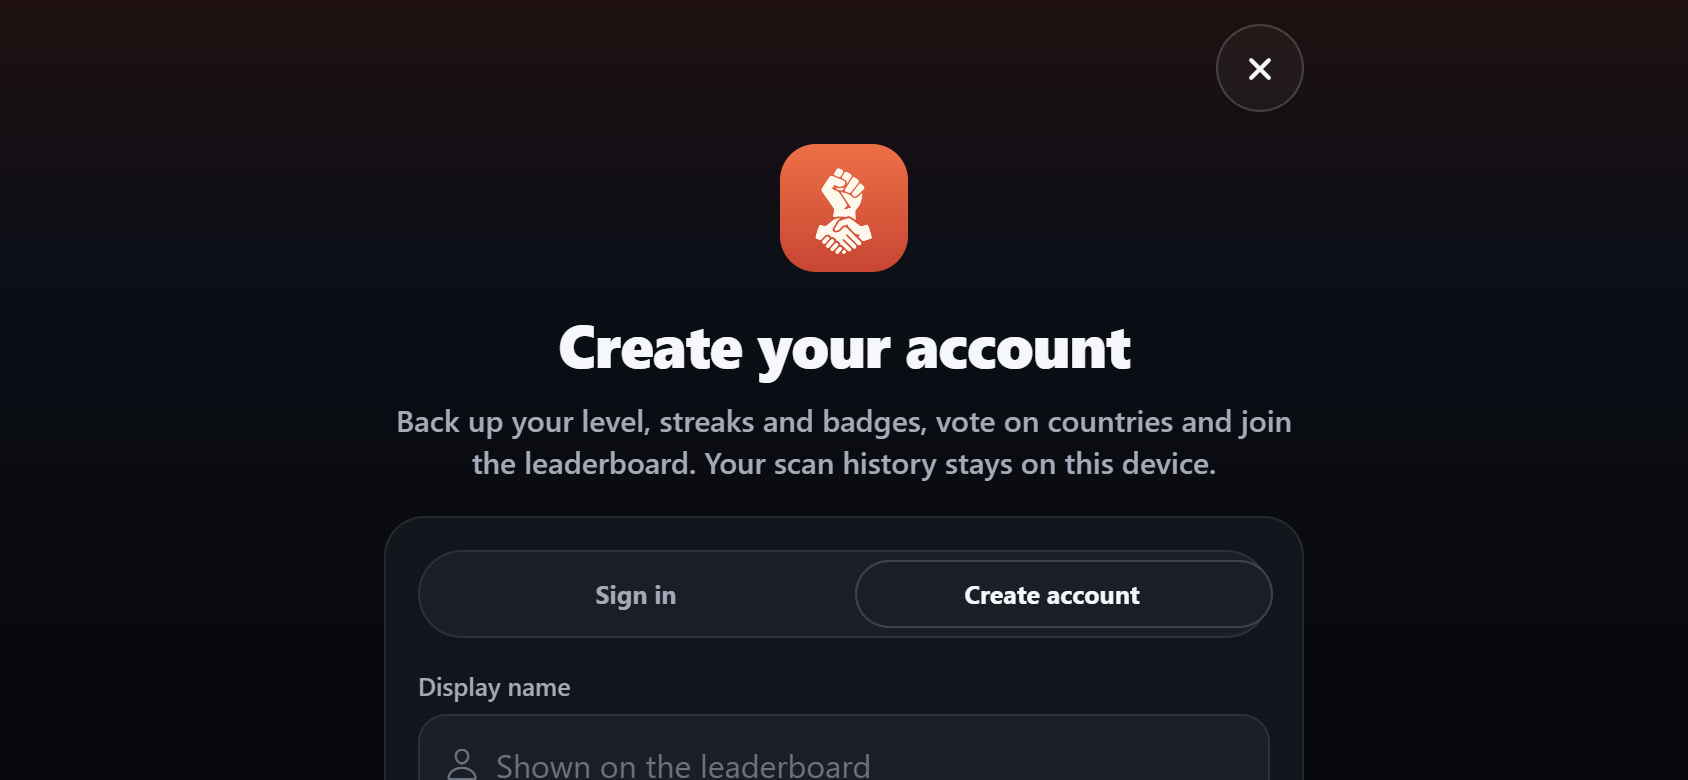 Create your account
Back up your level, streaks and badges, vote on countries and join
the leaderboard. Your scan history stays on this device.
Sign in
Create account
Display name
Shown on the leaderboard